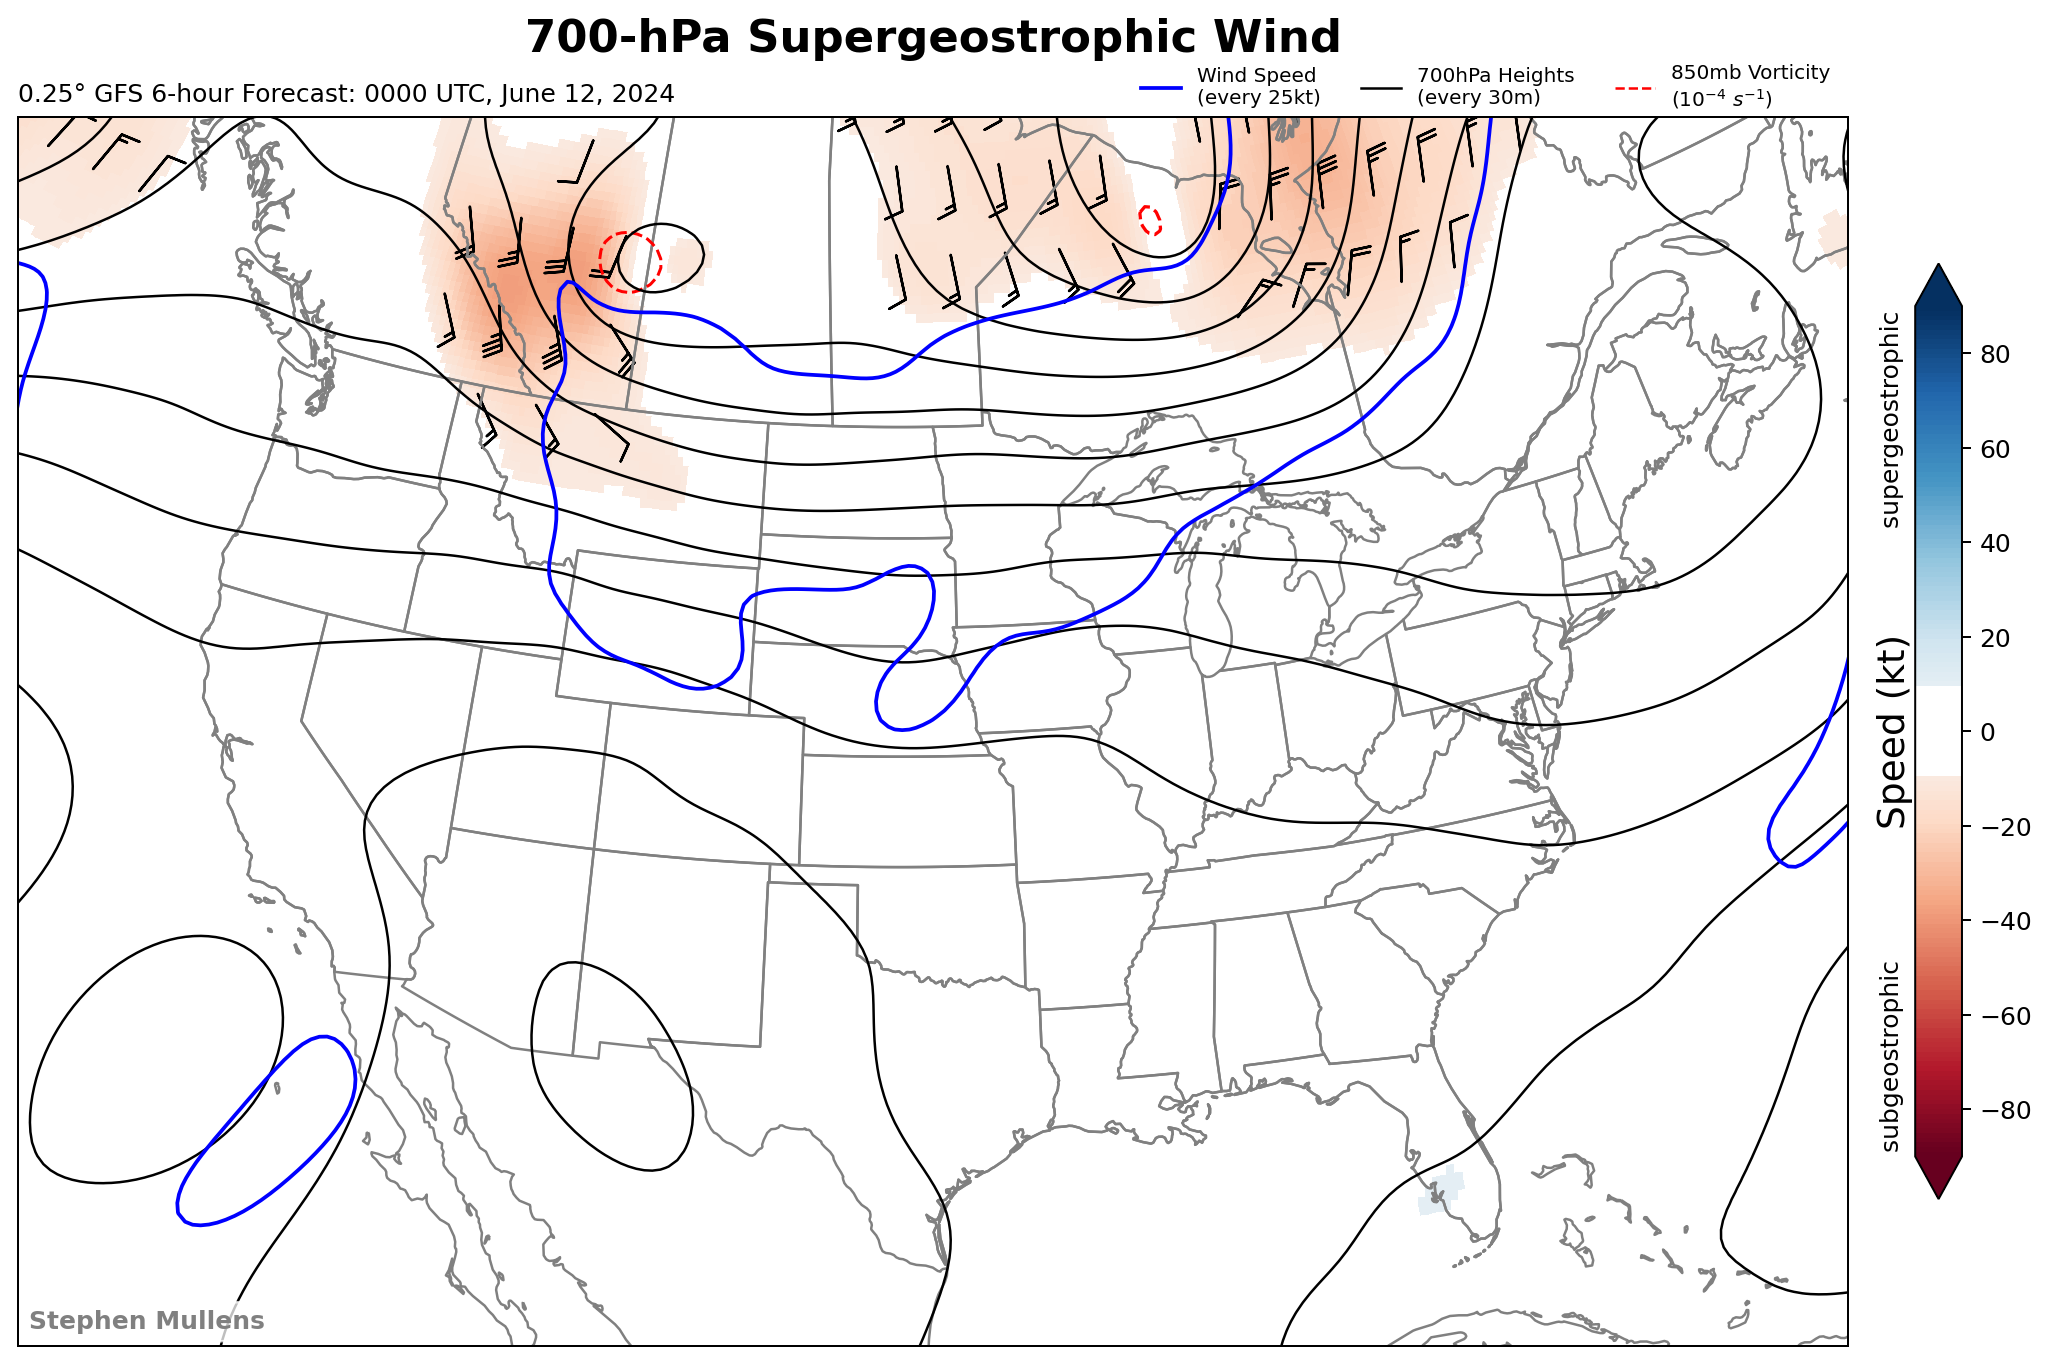 700-hPa Supergeostrophic Wind
0.25° GFS 6-hour Forecast: 0000 UTC, June 12, 2024
Wind Speed
(every 25kt)
700hPa Heights
(every 30m)
850mb Vorticity
(10⁻⁴ s⁻¹)
supergeostrophic
Speed (kt)
subgeostrophic
80
60
40
20
0
−20
−40
−60
−80
Stephen Mullens